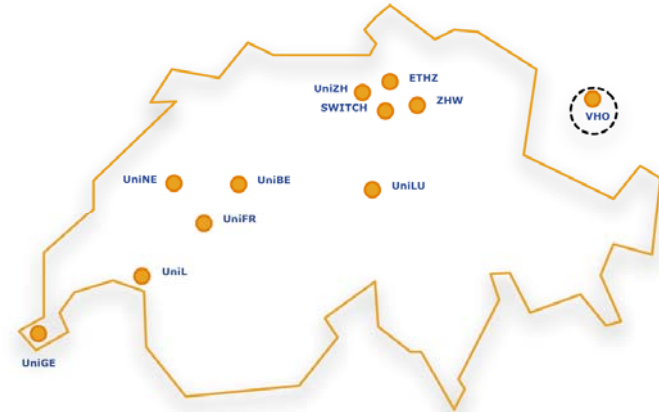 ETHZ
UniZH
SWITCH
ZHW
VHO
UniNE
UniBE
UniLU
UniFR
UniL
UniGE